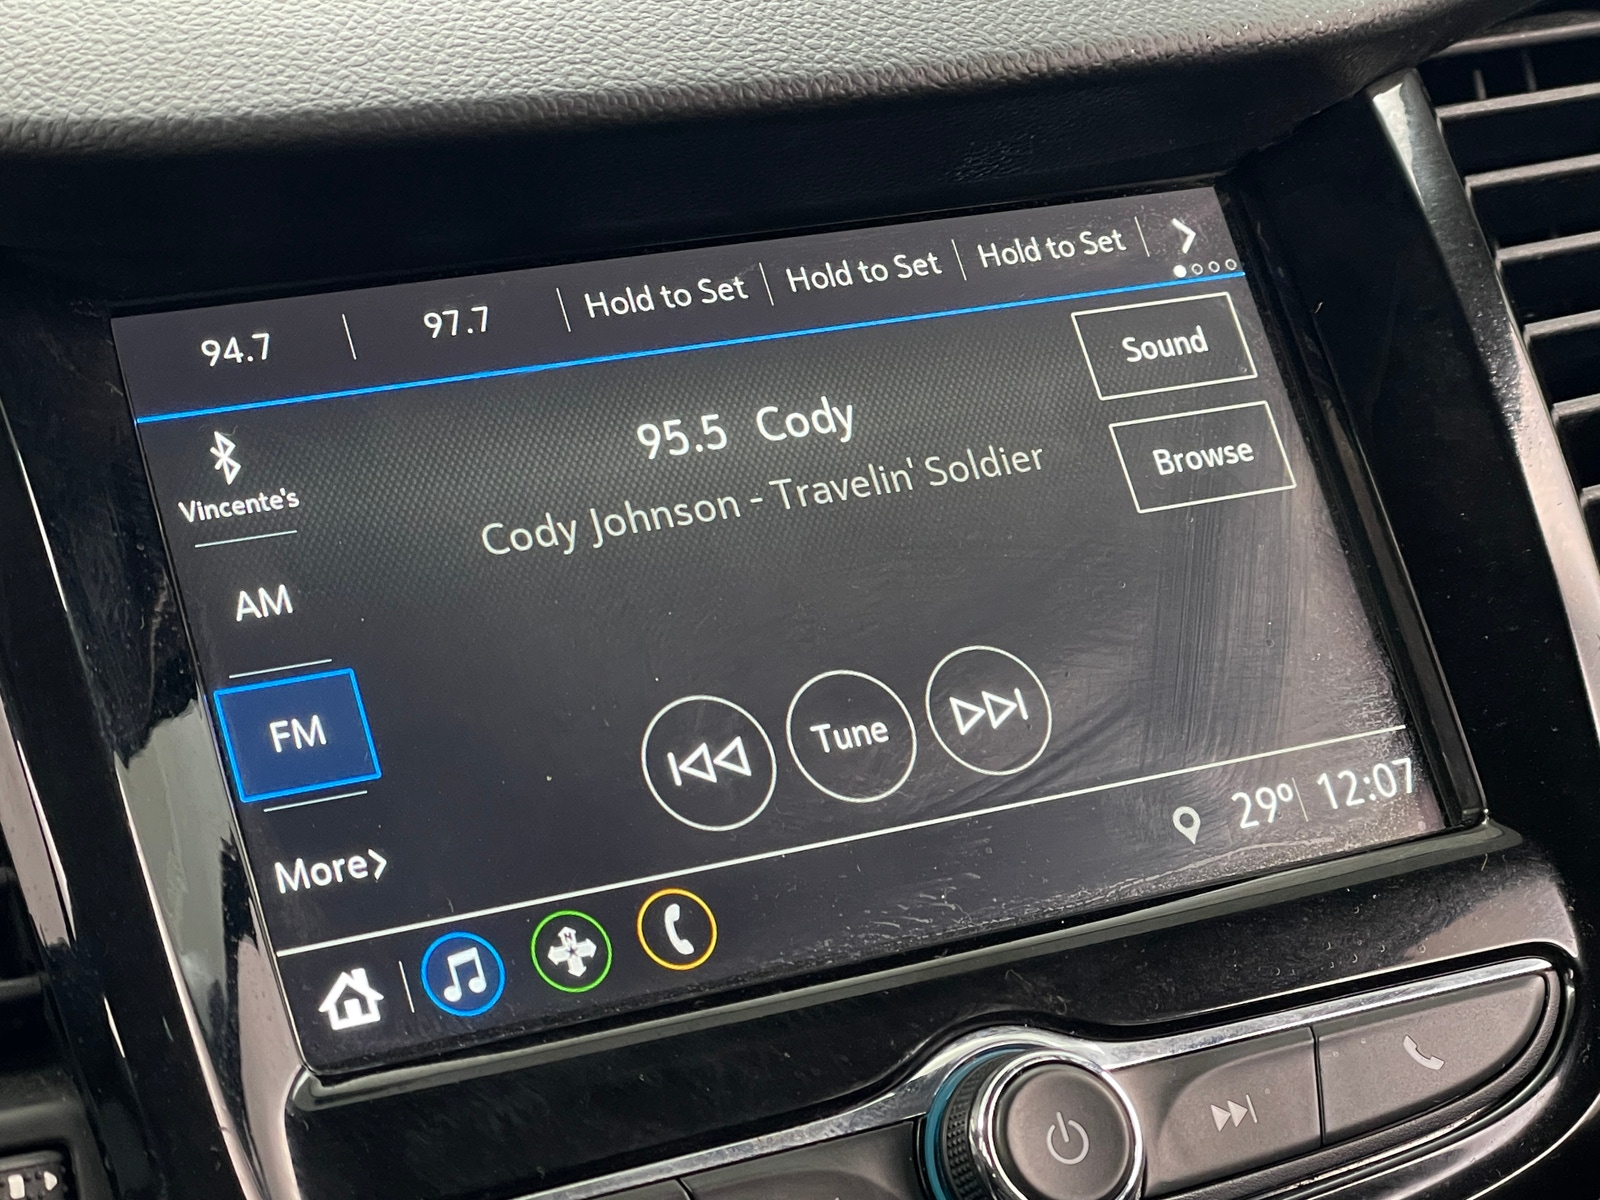 94.7 | 97.7 | Hold to Set | Hold to Set | Hold to Set
Sound
95.5 Cody
Cody Johnson - Travelin' Soldier
Browse
Vincente's
AM
FM
Tune
More
29° 12:07
N